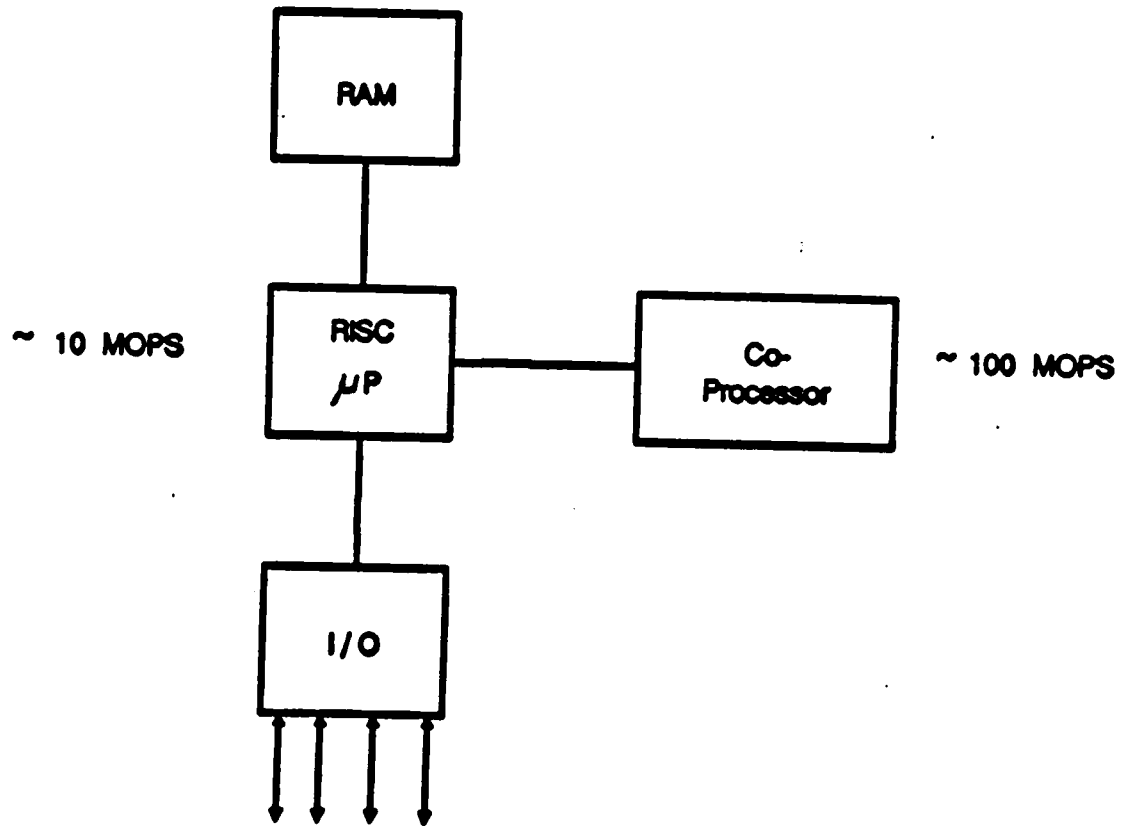 RAM
~ 10 MOPS
RISC
μP
Co-
Processor
~ 100 MOPS
I/O